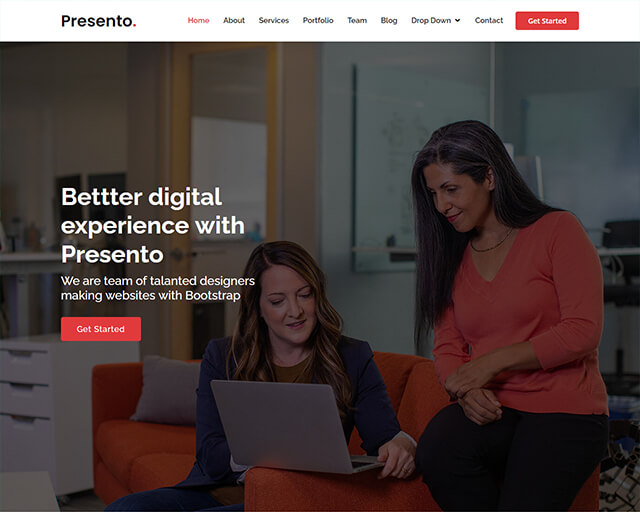 Presento.
Home About Services Portfolio Team Blog Drop Down Contact Get Started
Bettter digital
experience with
Presento
We are team of talanted designers
making websites with Bootstrap
Get Started